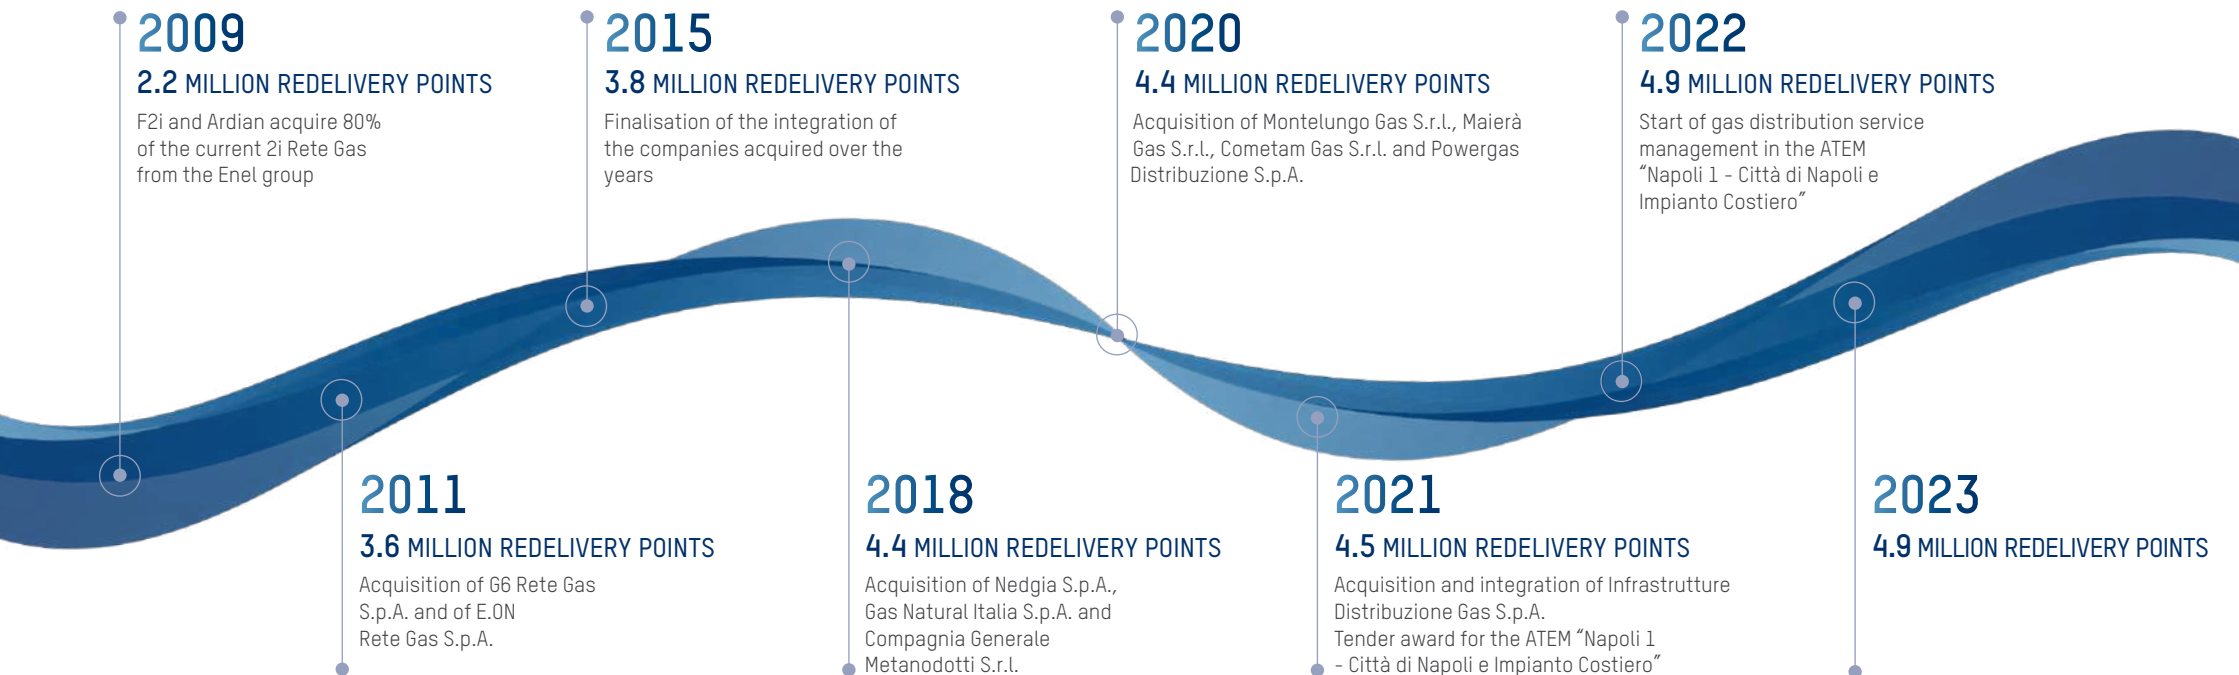 2009
2.2 MILLION REDELIVERY POINTS
F2i and Ardian acquire 80%
of the current 2i Rete Gas
from the Enel group
2011
3.6 MILLION REDELIVERY POINTS
Acquisition of G6 Rete Gas
S.p.A. and of E.ON
Rete Gas S.p.A.
2015
3.8 MILLION REDELIVERY POINTS
Finalisation of the integration of
the companies acquired over the
years
2018
4.4 MILLION REDELIVERY POINTS
Acquisition of Nedgia S.p.A.,
Gas Natural Italia S.p.A. and
Compagnia Generale
Metanodotti S.r.l.
2020
4.4 MILLION REDELIVERY POINTS
Acquisition of Montelungo Gas S.r.l., Maierà
Gas S.r.l., Cometam Gas S.r.l. and Powergas
Distribuzione S.p.A.
2021
4.5 MILLION REDELIVERY POINTS
Acquisition and integration of Infrastrutture
Distribuzione Gas S.p.A.
Tender award for the ATEM “Napoli 1
- Città di Napoli e Impianto Costiero”
2022
4.9 MILLION REDELIVERY POINTS
Start of gas distribution service
management in the ATEM
“Napoli 1 - Città di Napoli e
Impianto Costiero”
2023
4.9 MILLION REDELIVERY POINTS